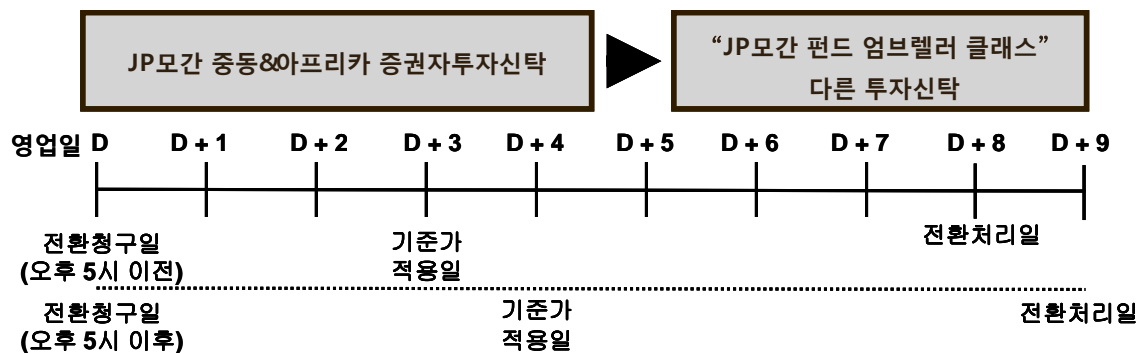 JP모간 중동&아프리카 증권자투자신탁
“JP모간 펀드 엄브렐러 클래스”
다른 투자신탁
영업일 D D + 1 D + 2 D + 3 D + 4 D + 5 D + 6 D + 7 D + 8 D + 9
전환청구일 기준가 전환처리일
(오후 5시 이전) 적용일
전환청구일 기준가 전환처리일
(오후 5시 이후) 적용일